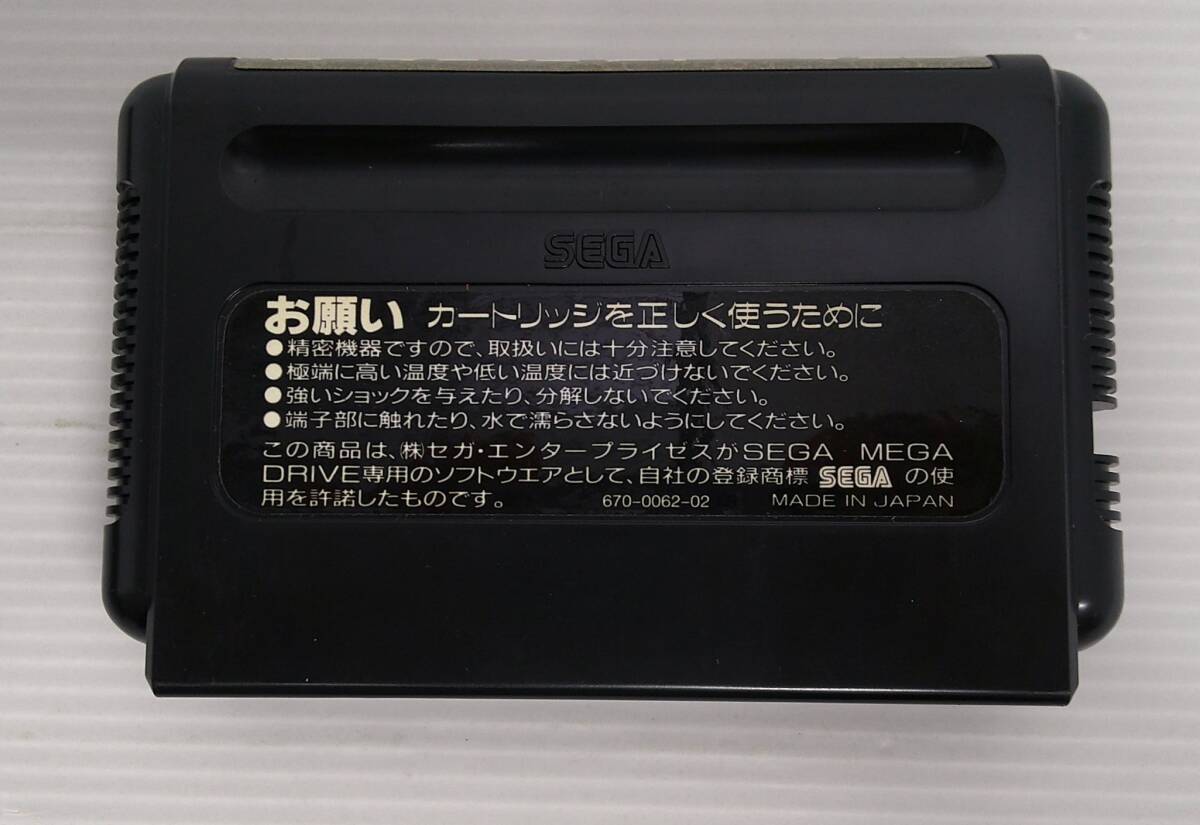 SEGA
お願い カートリッジを正しく使うために
●精密機器ですので、取扱いには十分注意してください。
●極端に高い温度や低い温度には近づけないでください。
●強いショックを与えたり、分解しないでください。
●端子部に触れたり、水で濡らさないようにしてください。
この商品は、㈱セガ・エンタープライゼスがSEGA MEGA
DRIVE専用のソフトウエアとして、自社の登録商標 SEGA の使
用を許諾したものです。 670-0062-02 MADE IN JAPAN